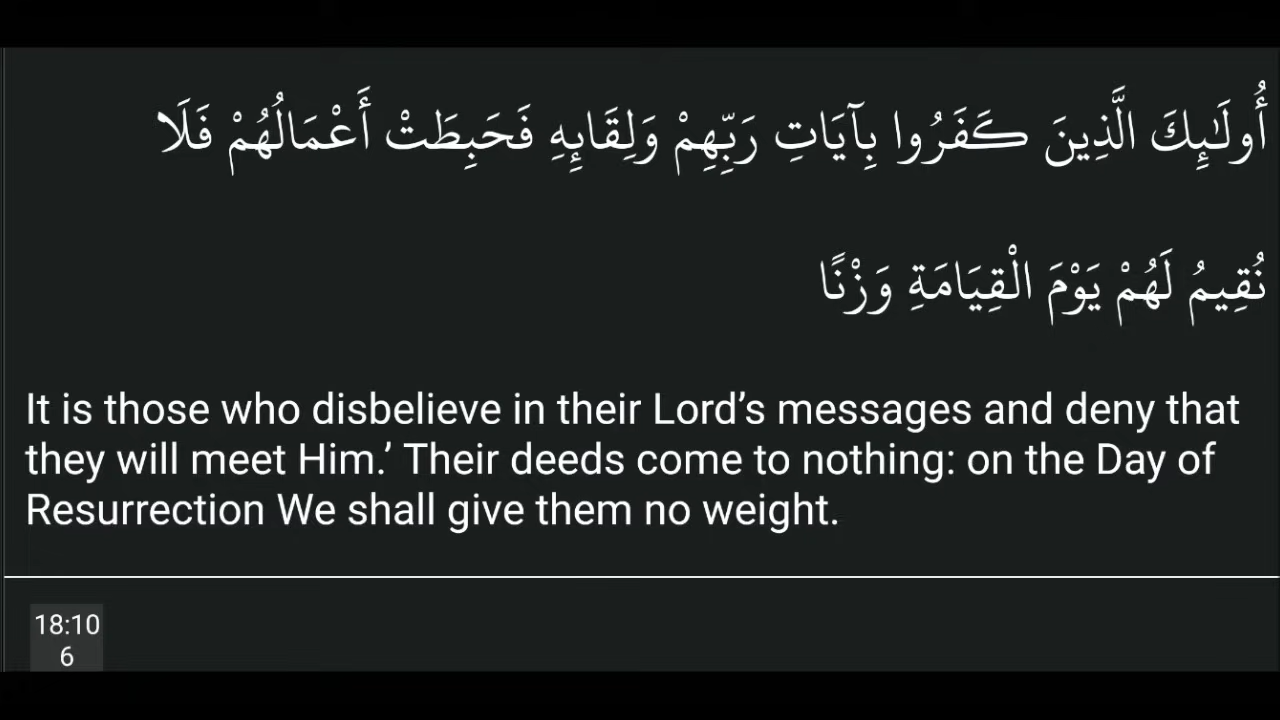 أُولَٰئِكَ الَّذِينَ كَفَرُوا بِآيَاتِ رَبِّهِمْ وَلِقَائِهِ فَحَبِطَتْ أَعْمَالُهُمْ فَلَا
نُقِيمُ لَهُمْ يَوْمَ الْقِيَامَةِ وَزْنًا
It is those who disbelieve in their Lord’s messages and deny that
they will meet Him.’ Their deeds come to nothing: on the Day of
Resurrection We shall give them no weight.
18:10
6